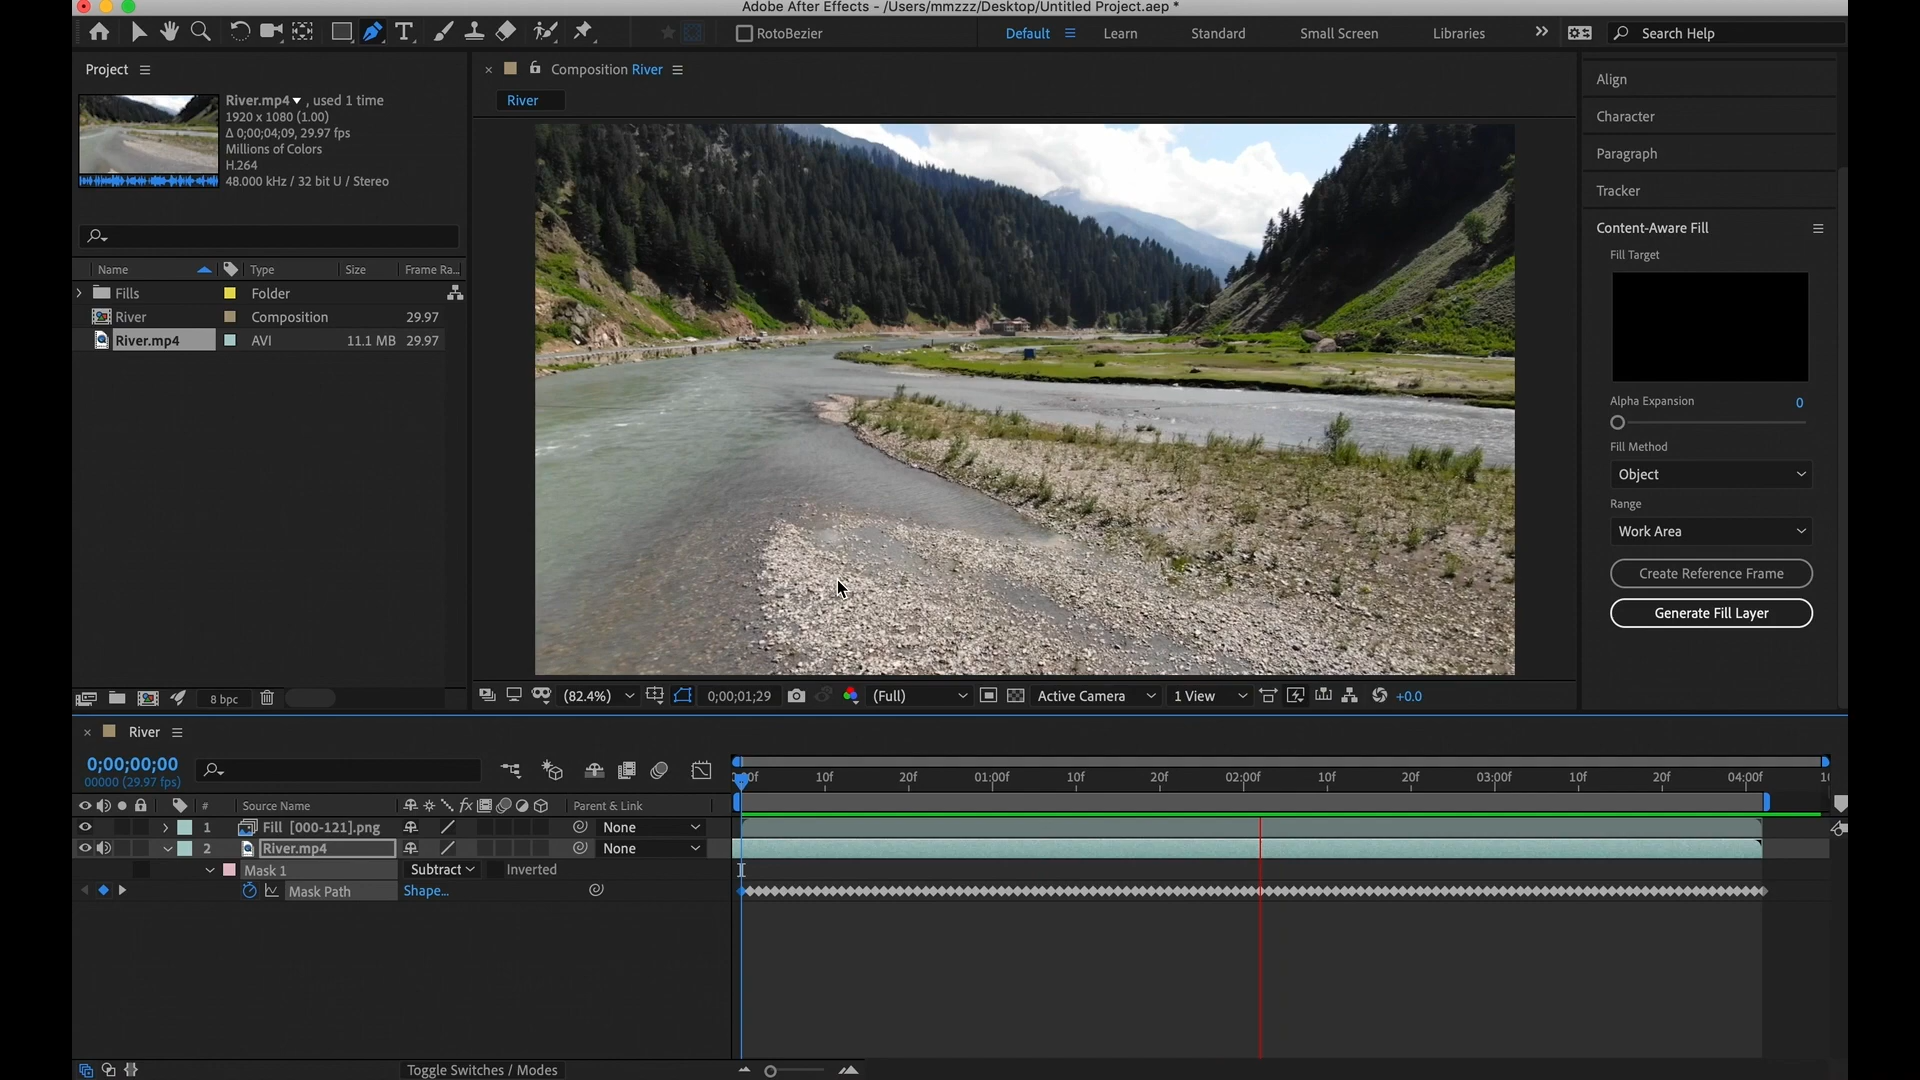 Adobe After Effects - /Users/mmzzz/Desktop/Untitled Project.aep *
RotoBezier
Default
Learn
Standard
Small Screen
Libraries
Search Help
Project
River.mp4 , used 1 time
1920 x 1080 (1.00)
Δ 0;00;04;09, 29.97 fps
Millions of Colors
H.264
48.000 kHz / 32 bit U / Stereo
Name Type Size Frame Ra...
Fills Folder
River Composition 29.97
River.mp4 AVI 11.1 MB 29.97
8 bpc
Composition River
River
(82.4%)
0;00;01;29
(Full)
Active Camera
1 View
+0.0
Align
Character
Paragraph
Tracker
Content-Aware Fill
Fill Target
Alpha Expansion 0
Fill Method
Object
Range
Work Area
Create Reference Frame
Generate Fill Layer
River
0;00;00;00
00000 (29.97 fps)
# Source Name fx Parent & Link
1 Fill [000-121].png None
2 River.mp4 None
Mask 1 Subtract Inverted
Mask Path Shape...
00f 10f 20f 01:00f 10f 20f 02:00f 10f 20f 03:00f 10f 20f 04:00f
Toggle Switches / Modes